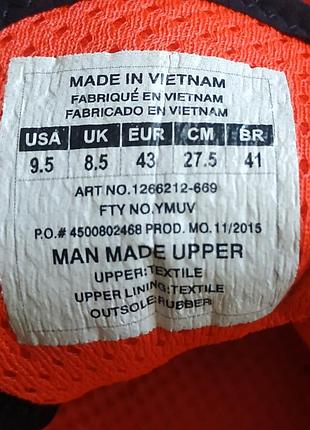 MADE IN VIETNAM
FABRIQUÉ EN VIETNAM
FABRICADO EN VIETNAM
USA UK EUR CM BR
9.5 8.5 43 27.5 41
ART NO.1266212-669
FTY NO.YMUV
P.O.# 4500802468 PROD. MO.11/2015
MAN MADE UPPER
UPPER:TEXTILE
UPPER LINING:TEXTILE
OUTSOLE:RUBBER